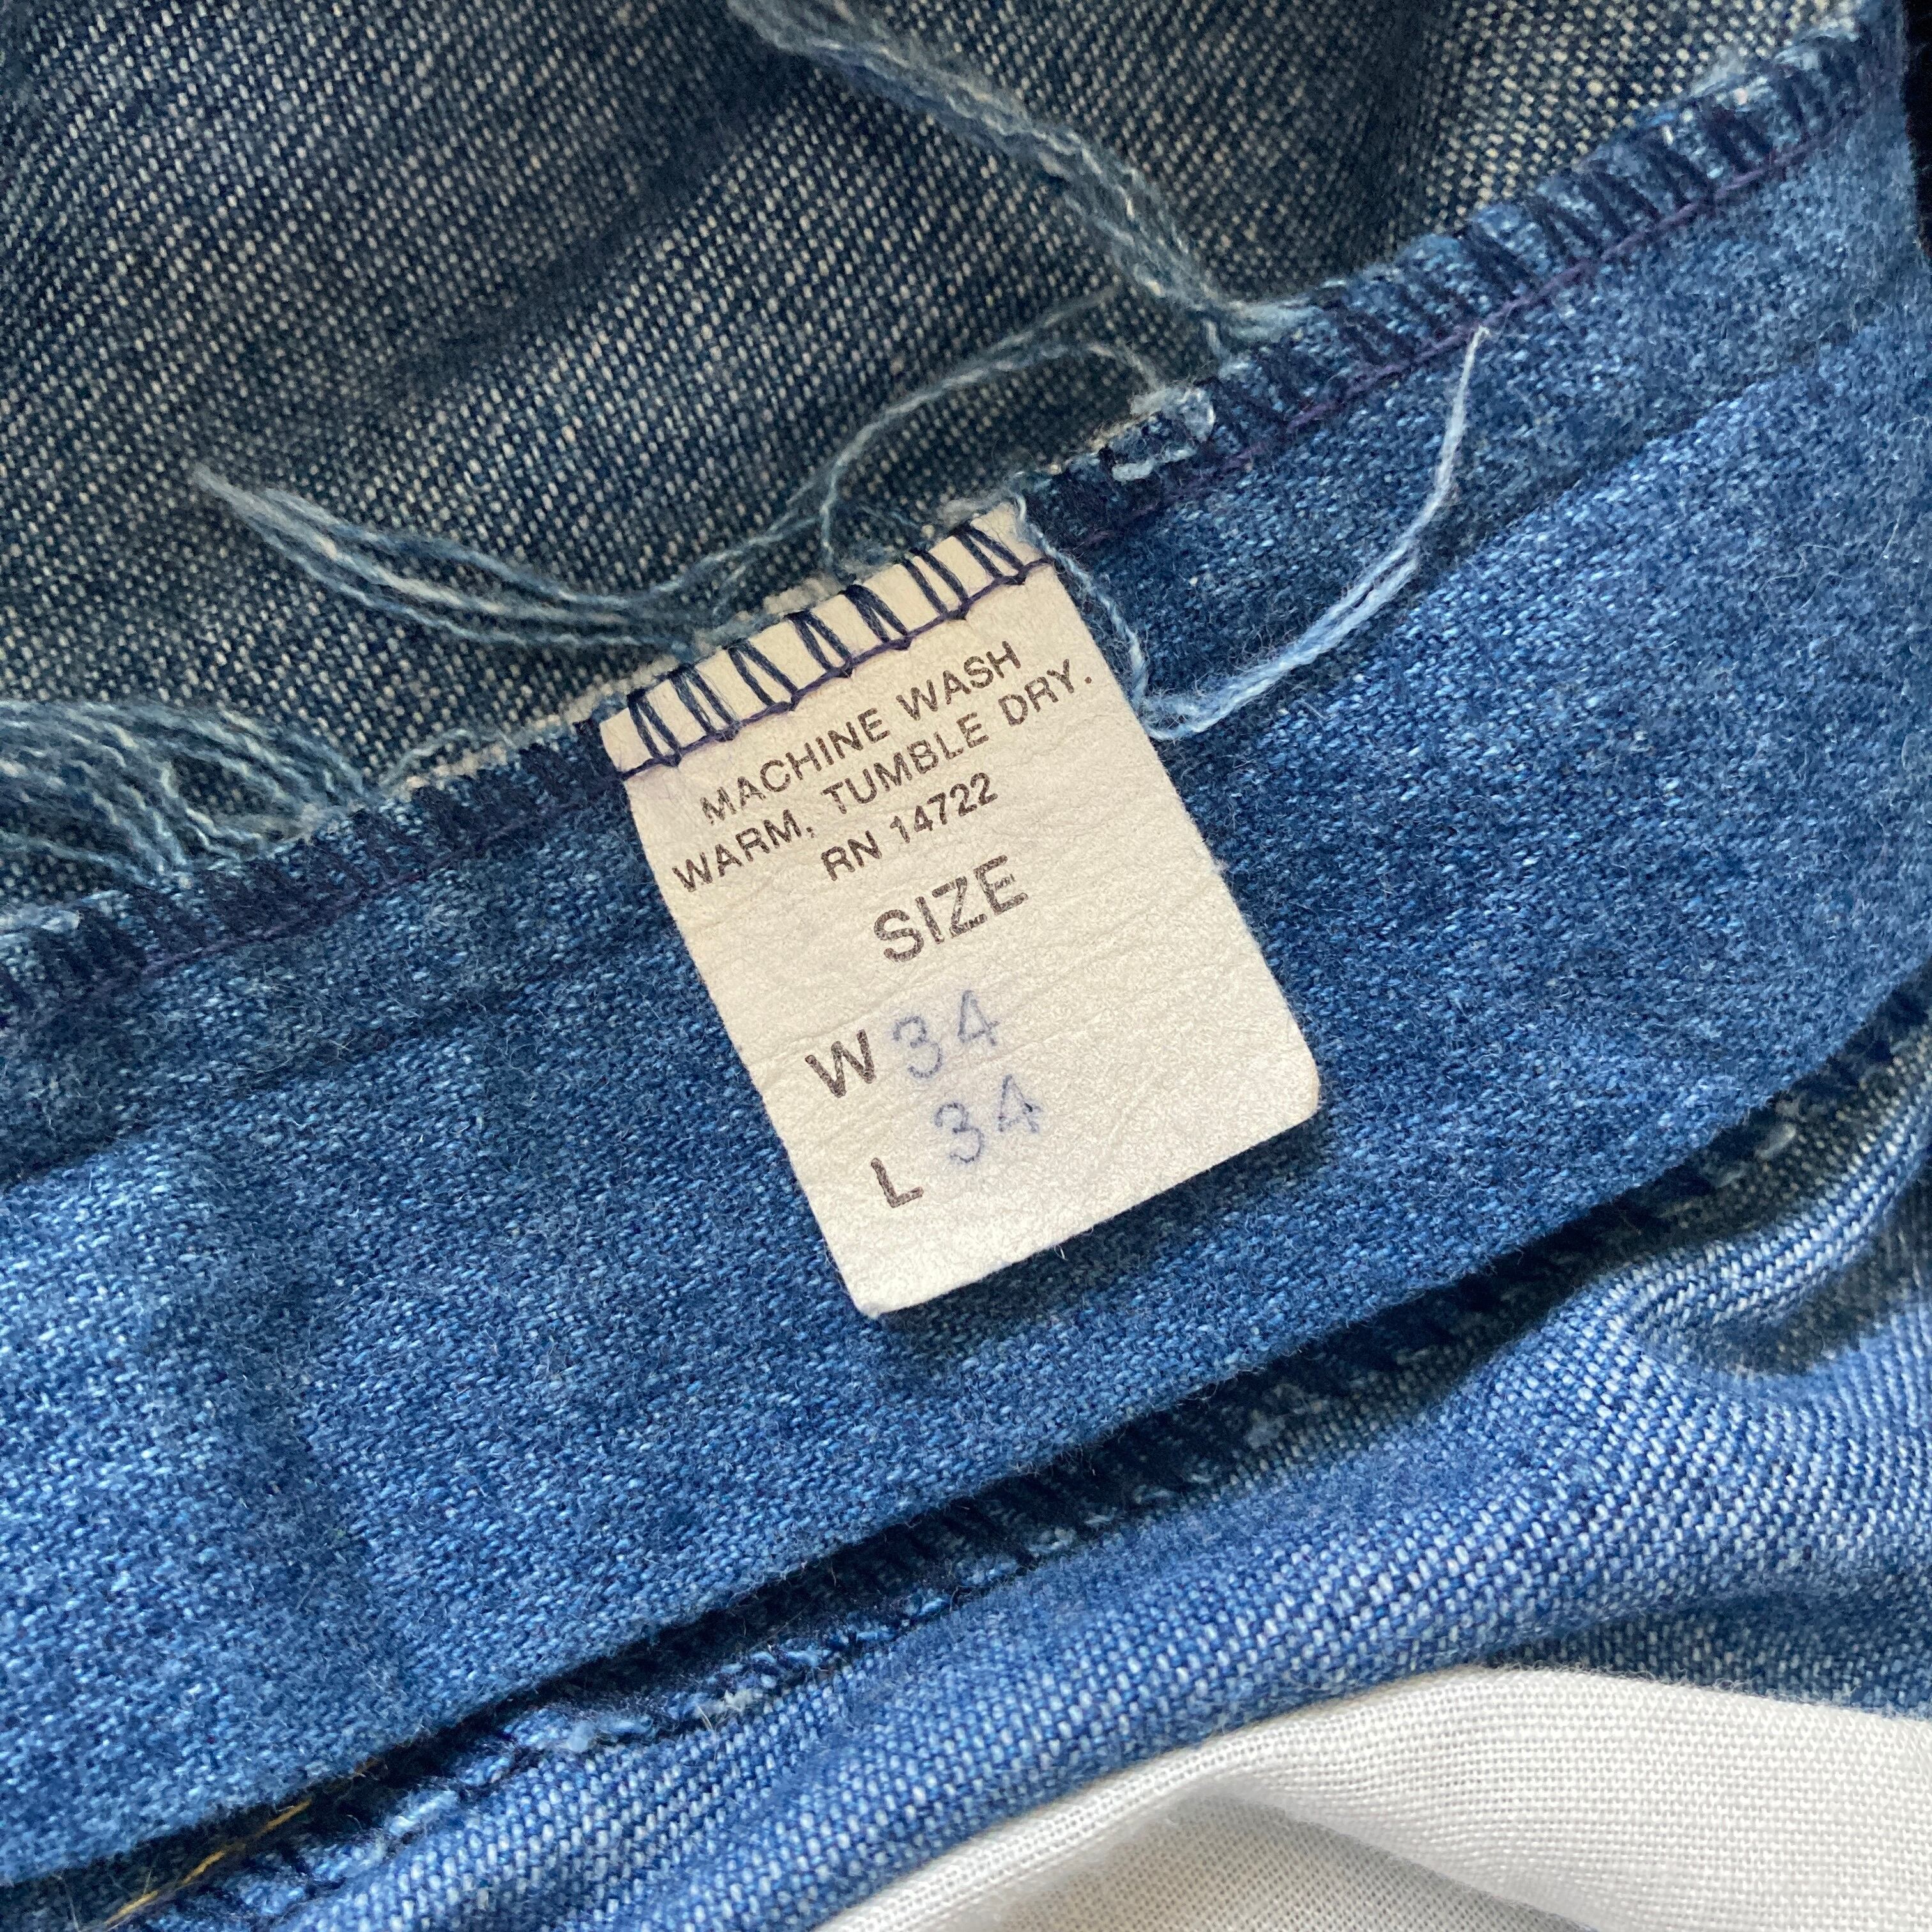 MACHINE WASH
WARM, TUMBLE DRY.
RN 14722
SIZE
W 34
L 34